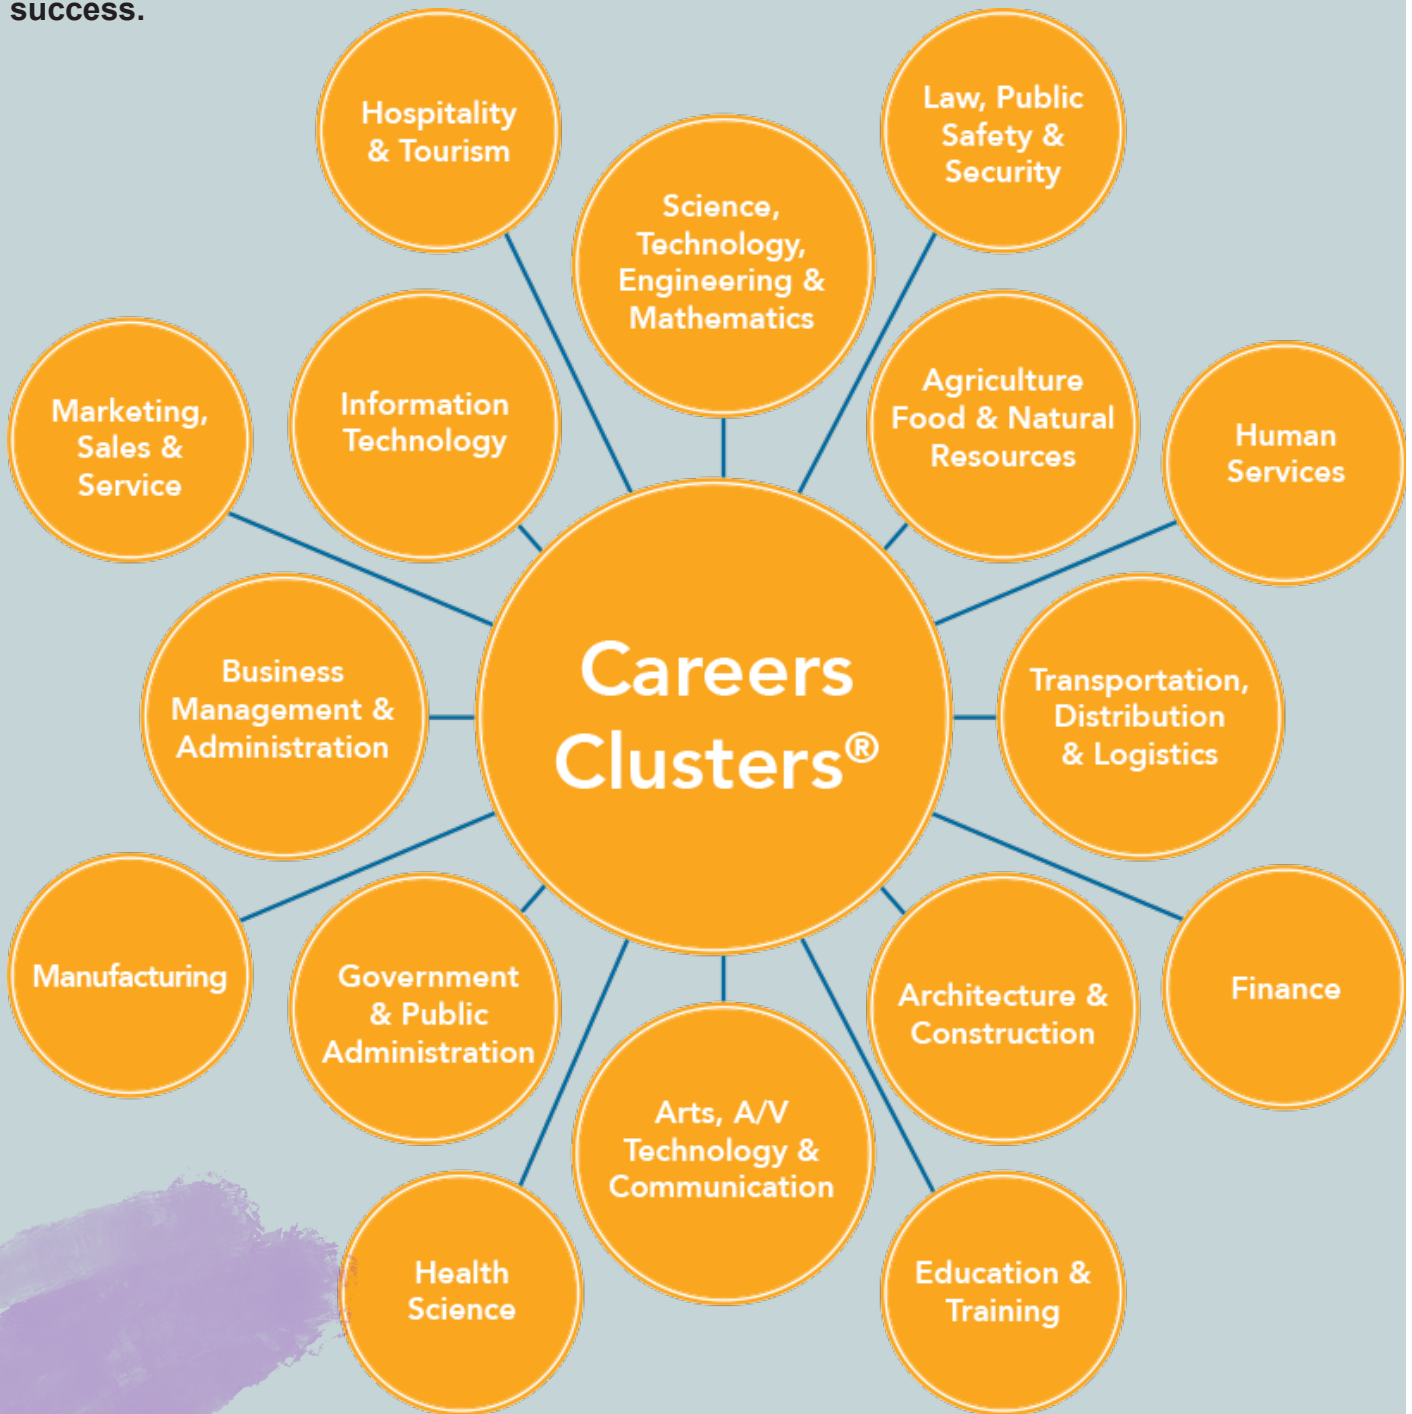 success.
Hospitality
& Tourism
Law, Public
Safety &
Security
Science,
Technology,
Engineering &
Mathematics
Marketing,
Sales &
Service
Information
Technology
Agriculture
Food & Natural
Resources
Human
Services
Business
Management &
Administration
Careers
Clusters®
Transportation,
Distribution
& Logistics
Manufacturing
Government
& Public
Administration
Architecture &
Construction
Finance
Arts, A/V
Technology &
Communication
Health
Science
Education &
Training